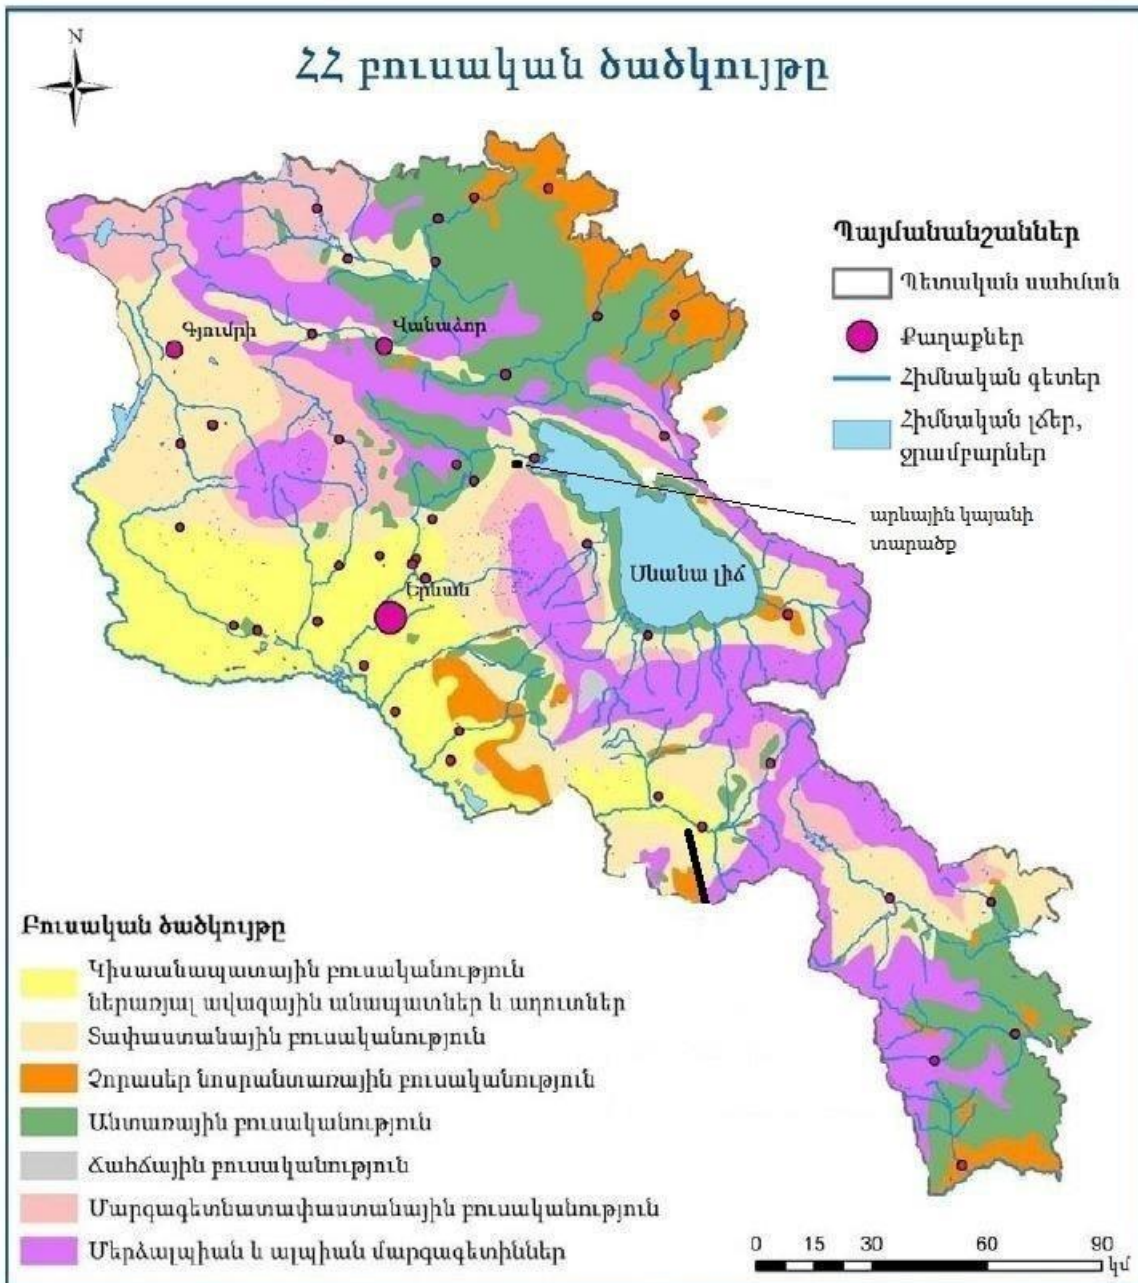 N
ՀՀ բուսական ծածկույթը
Պայմանանշաններ
Պետական սահման
Քաղաքներ
Հիմնական գետեր
Հիմնական լճեր,
ջրամբարներ
արևային կայանի
տարածք
Գյումրի
Վանաձոր
Սևանա լիճ
Երևան
Բուսական ծածկույթը
Կիսաանապատային բուսականություն
ներառյալ ավազային անապատներ և աղուտներ
Տափաստանային բուսականություն
Չորասեր նոսրանտառային բուսականություն
Անտառային բուսականություն
Ճահճային բուսականություն
Մարգագետնատափաստանային բուսականություն
Մերձալպիան և ալպիան մարգագետիններ
0 15 30 60 90
կմ